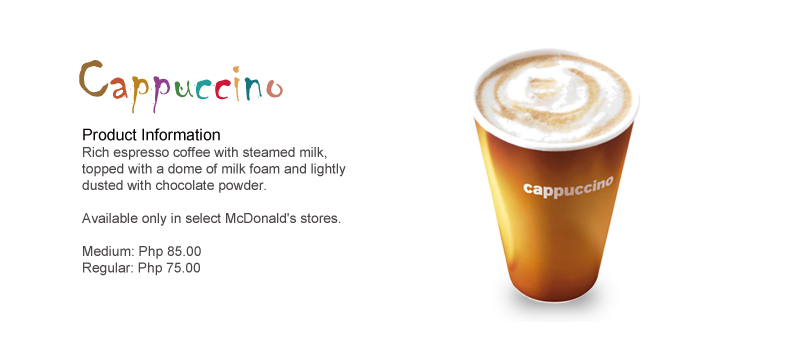 Cappuccino
Product Information
Rich espresso coffee with steamed milk,
topped with a dome of milk foam and lightly
dusted with chocolate powder.
Available only in select McDonald's stores.
Medium: Php 85.00
Regular: Php 75.00
cappuccino